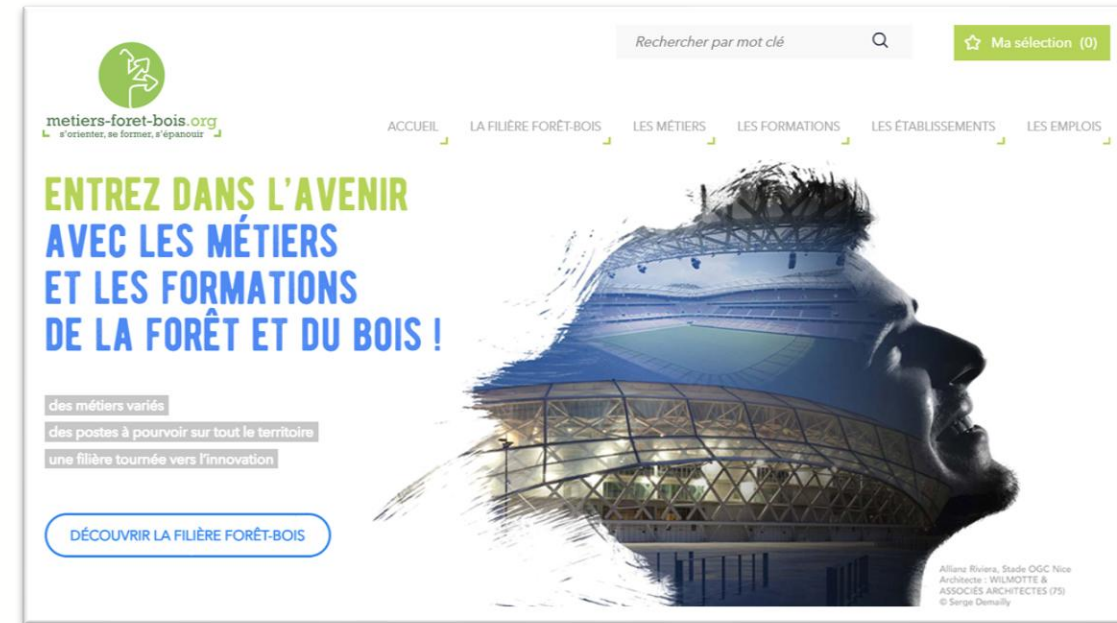 Rechercher par mot clé
Ma sélection (0)
metiers-foret-bois.org
s'orienter, se former, s'épanouir
ACCUEIL
LA FILIÈRE FORÊT-BOIS
LES MÉTIERS
LES FORMATIONS
LES ÉTABLISSEMENTS
LES EMPLOIS
ENTREZ DANS L'AVENIR
AVEC LES MÉTIERS
ET LES FORMATIONS
DE LA FORÊT ET DU BOIS !
des métiers variés
des postes à pourvoir sur tout le territoire
une filière tournée vers l'innovation
DÉCOUVRIR LA FILIÈRE FORÊT-BOIS
Allianz Riviera, Stade OGC Nice
Architecte : WILMOTTE &
ASSOCIÉS ARCHITECTES (75)
© Serge Demailly